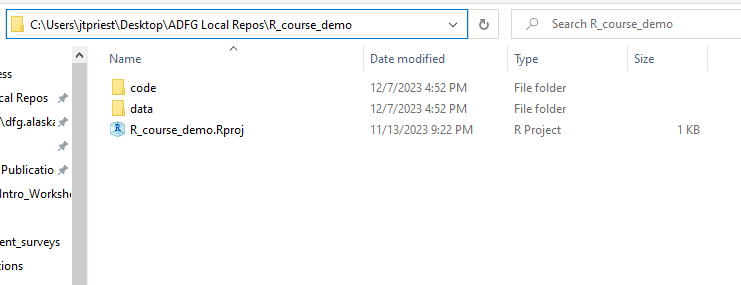 C:\Users\jtpriest\Desktop\ADFG Local Repos\R_course_demo
Search R_course_demo
Name Date modified Type Size
ess
cal Repos
\dfg.alaska
Publicatio
Intro_Worksho
ent_surveys
tions
code 12/7/2023 4:52 PM File folder
data 12/7/2023 4:52 PM File folder
R_course_demo.Rproj 11/13/2023 9:22 PM R Project 1 KB